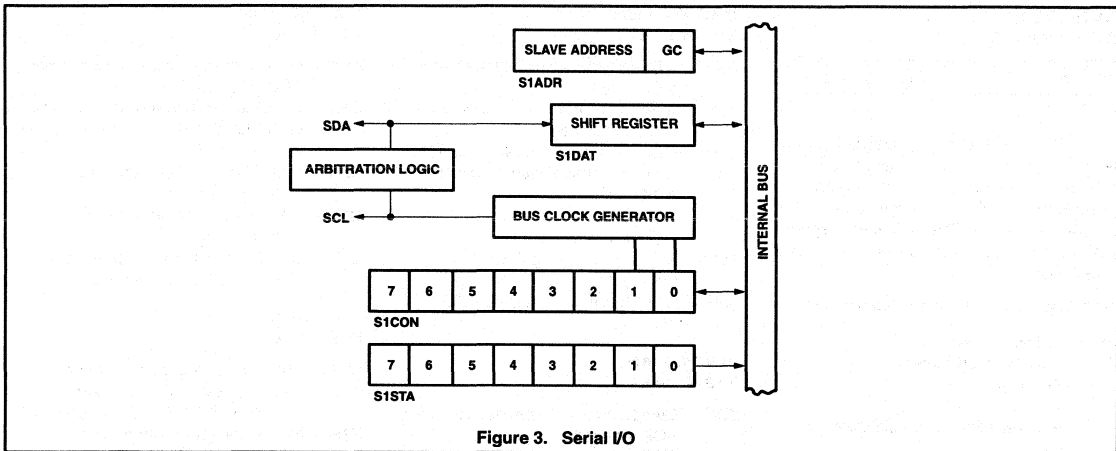 SLAVE ADDRESS GC
S1ADR
SDA
SHIFT REGISTER
S1DAT
ARBITRATION LOGIC
SCL
BUS CLOCK GENERATOR
INTERNAL BUS
7 6 5 4 3 2 1 0
S1CON
7 6 5 4 3 2 1 0
S1STA
Figure 3. Serial I/O